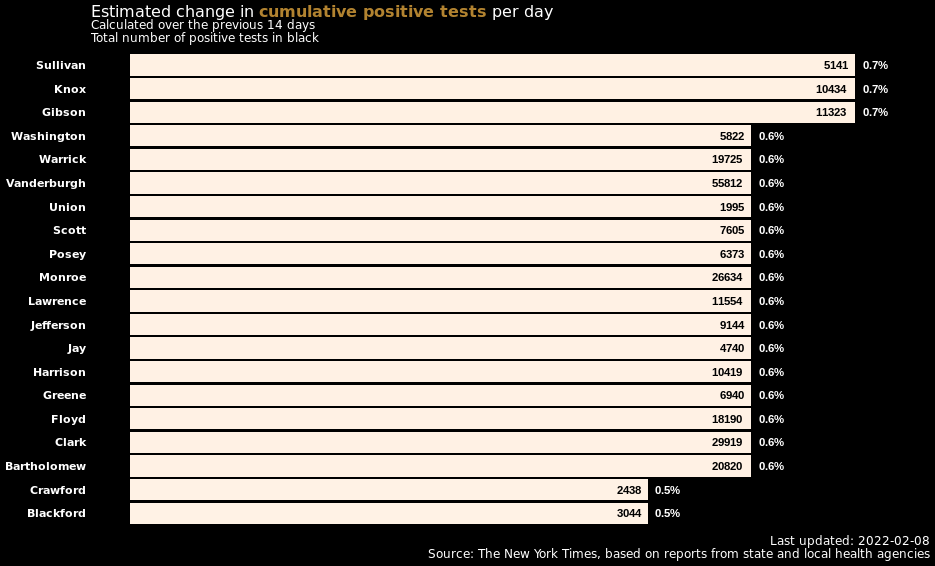 Estimated change in cumulative positive tests per day
Calculated over the previous 14 days
Total number of positive tests in black
Sullivan 5141 0.7%
Knox 10434 0.7%
Gibson 11323 0.7%
Washington 5822 0.6%
Warrick 19725 0.6%
Vanderburgh 55812 0.6%
Union 1995 0.6%
Scott 7605 0.6%
Posey 6373 0.6%
Monroe 26634 0.6%
Lawrence 11554 0.6%
Jefferson 9144 0.6%
Jay 4740 0.6%
Harrison 10419 0.6%
Greene 6940 0.6%
Floyd 18190 0.6%
Clark 29919 0.6%
Bartholomew 20820 0.6%
Crawford 2438 0.5%
Blackford 3044 0.5%
Last updated: 2022-02-08
Source: The New York Times, based on reports from state and local health agencies